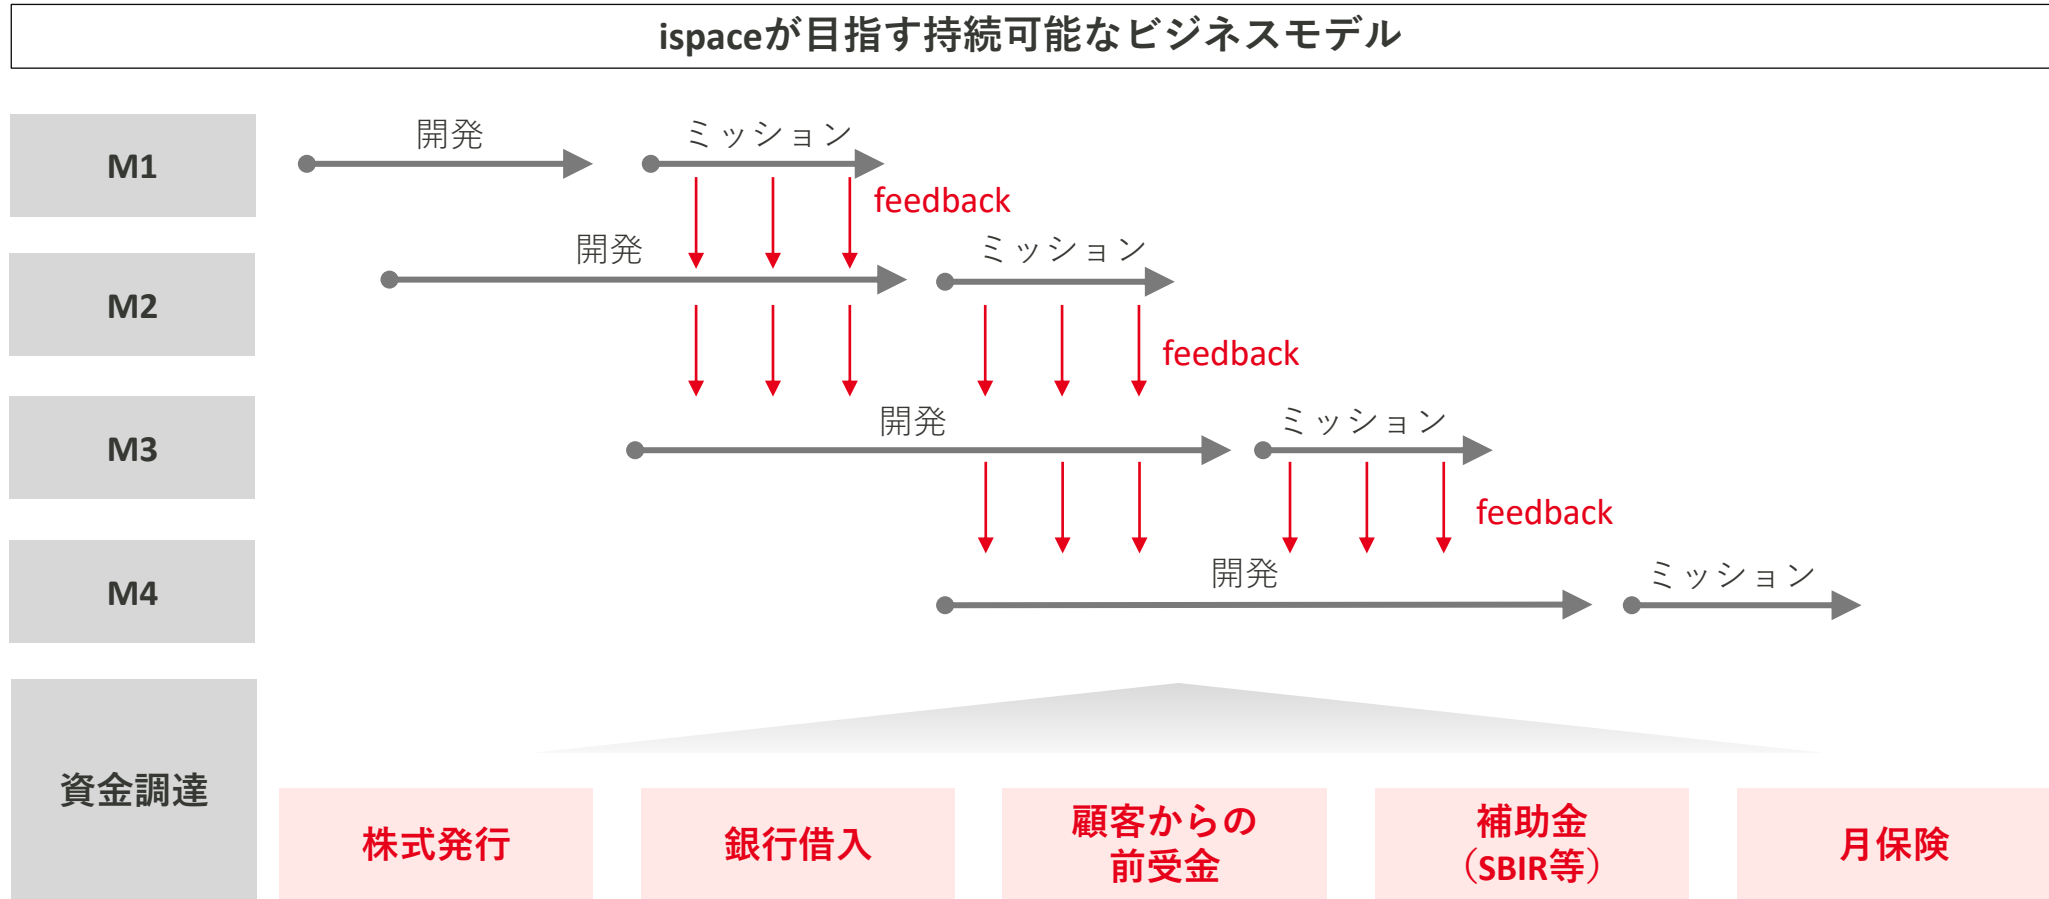 ispaceが目指す持続可能なビジネスモデル
M1
開発
ミッション
feedback
M2
開発
ミッション
feedback
M3
開発
ミッション
feedback
M4
開発
ミッション
資金調達
株式発行
銀行借入
顧客からの
前受金
補助金
（SBIR等）
月保険